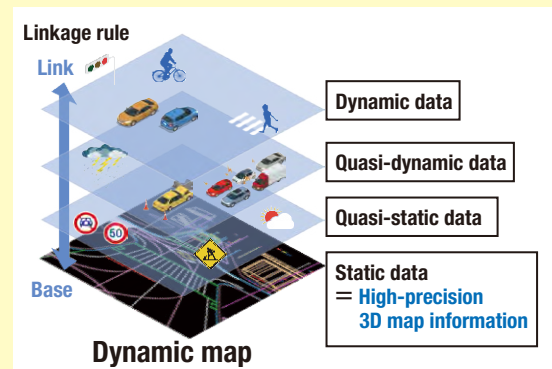 Linkage rule
Link
Dynamic data
Quasi-dynamic data
Quasi-static data
50
Base
Static data
= High-precision
3D map information
Dynamic map